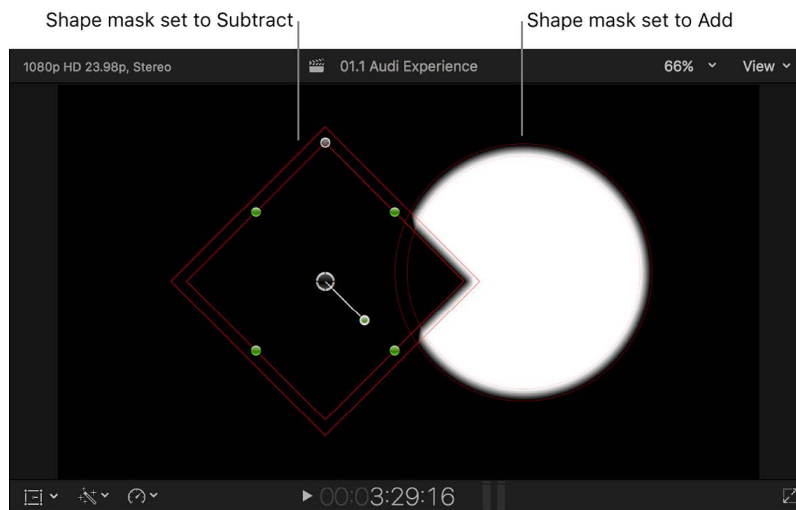 Shape mask set to Subtract
Shape mask set to Add
1080p HD 23.98p, Stereo
01.1 Audi Experience
66%
View
00:03:29:16